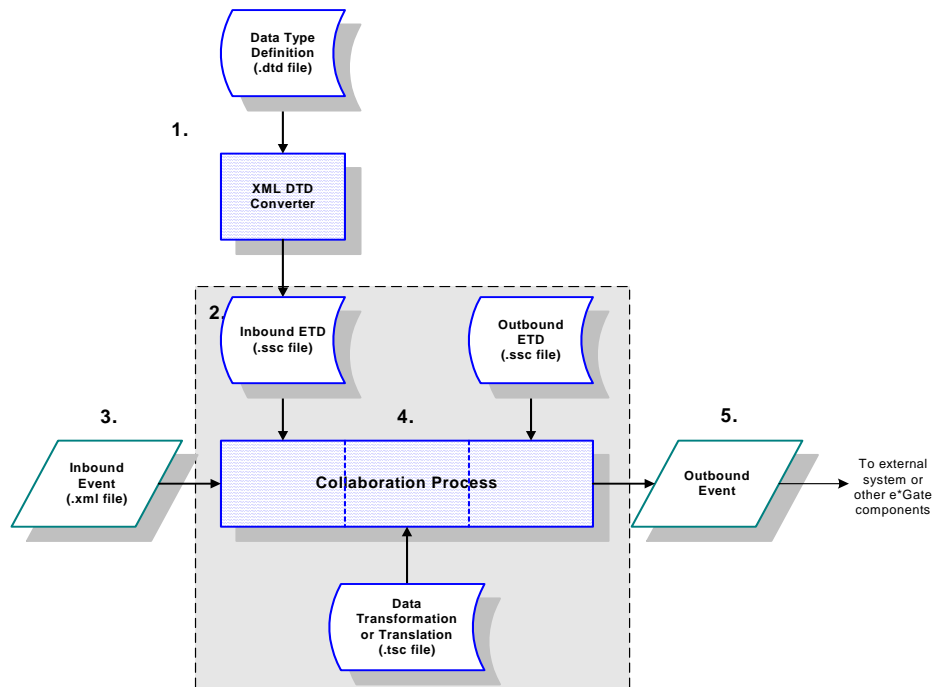 Data Type
Definition
(.dtd file)
1.
XML DTD
Converter
2.
Inbound ETD
(.ssc file)
Outbound
ETD
(.ssc file)
3.
4.
5.
Inbound
Event
(.xml file)
Collaboration Process
Outbound
Event
To external
system or
other e*Gate
components
Data
Transformation
or Translation
(.tsc file)